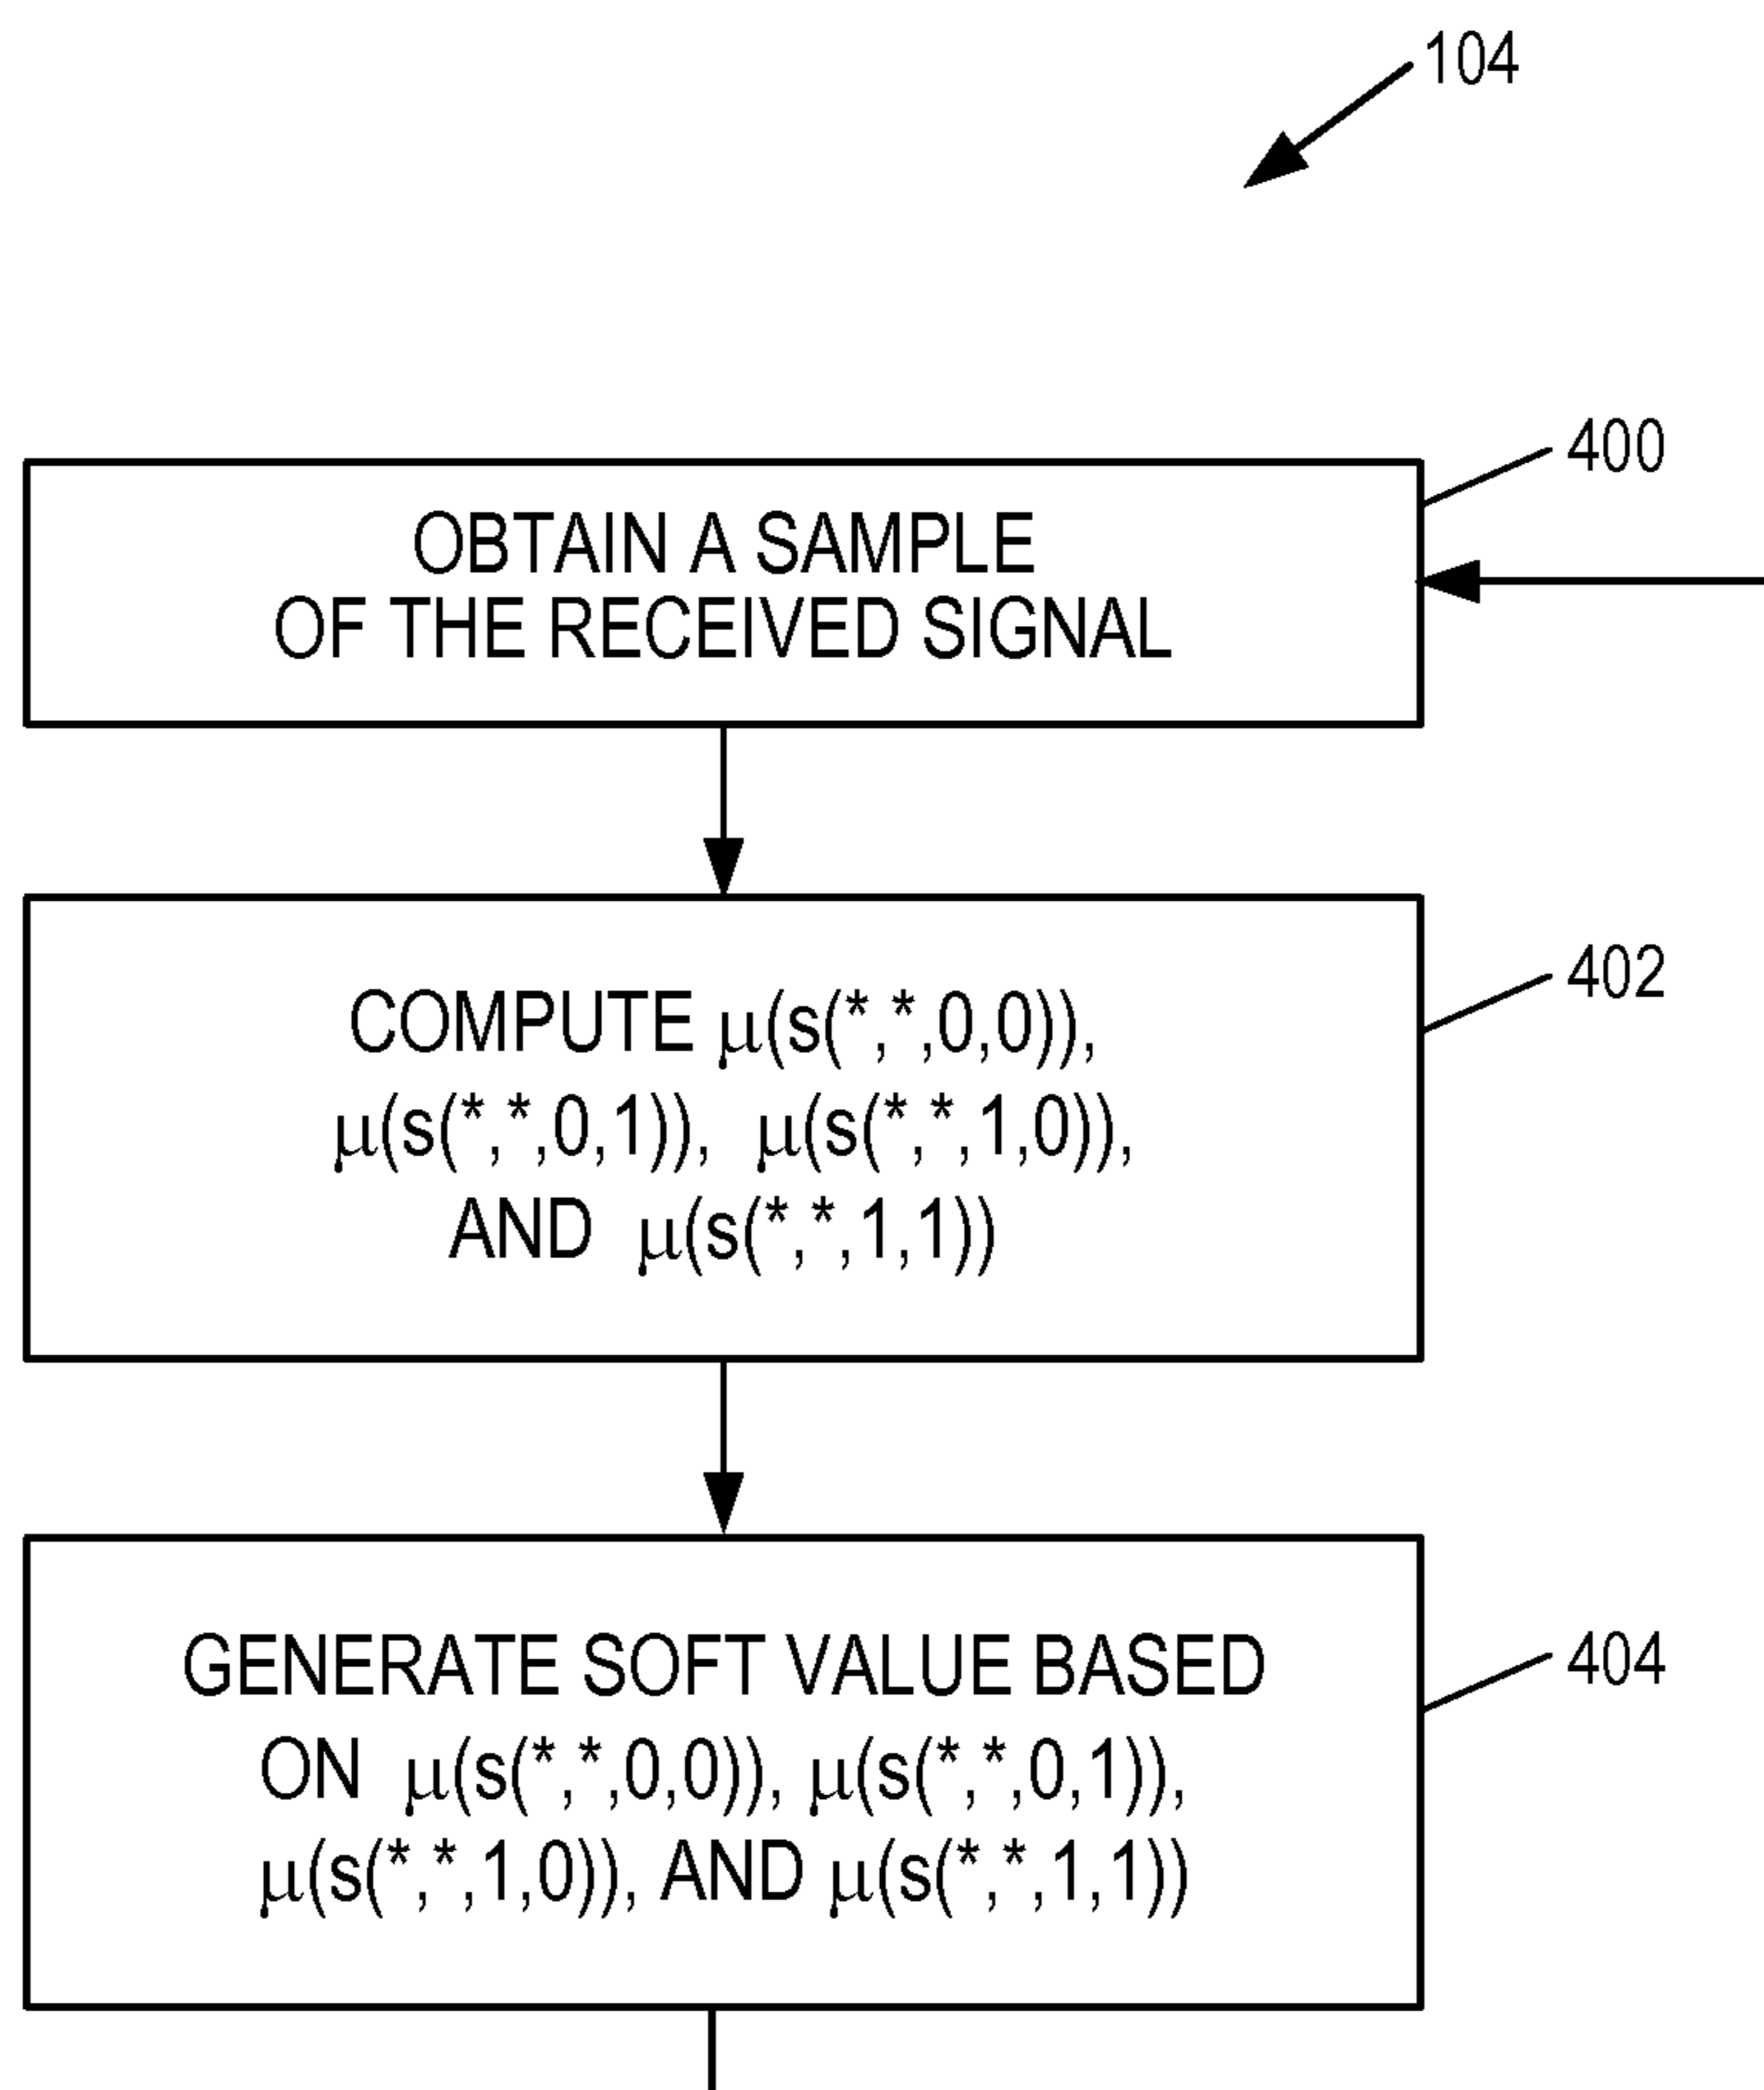 104
400
OBTAIN A SAMPLE
OF THE RECEIVED SIGNAL
402
COMPUTE μ(s(*,*,0,0)),
μ(s(*,*,0,1)), μ(s(*,*,1,0)),
AND μ(s(*,*,1,1))
404
GENERATE SOFT VALUE BASED
ON μ(s(*,*,0,0)), μ(s(*,*,0,1)),
μ(s(*,*,1,0)), AND μ(s(*,*,1,1))